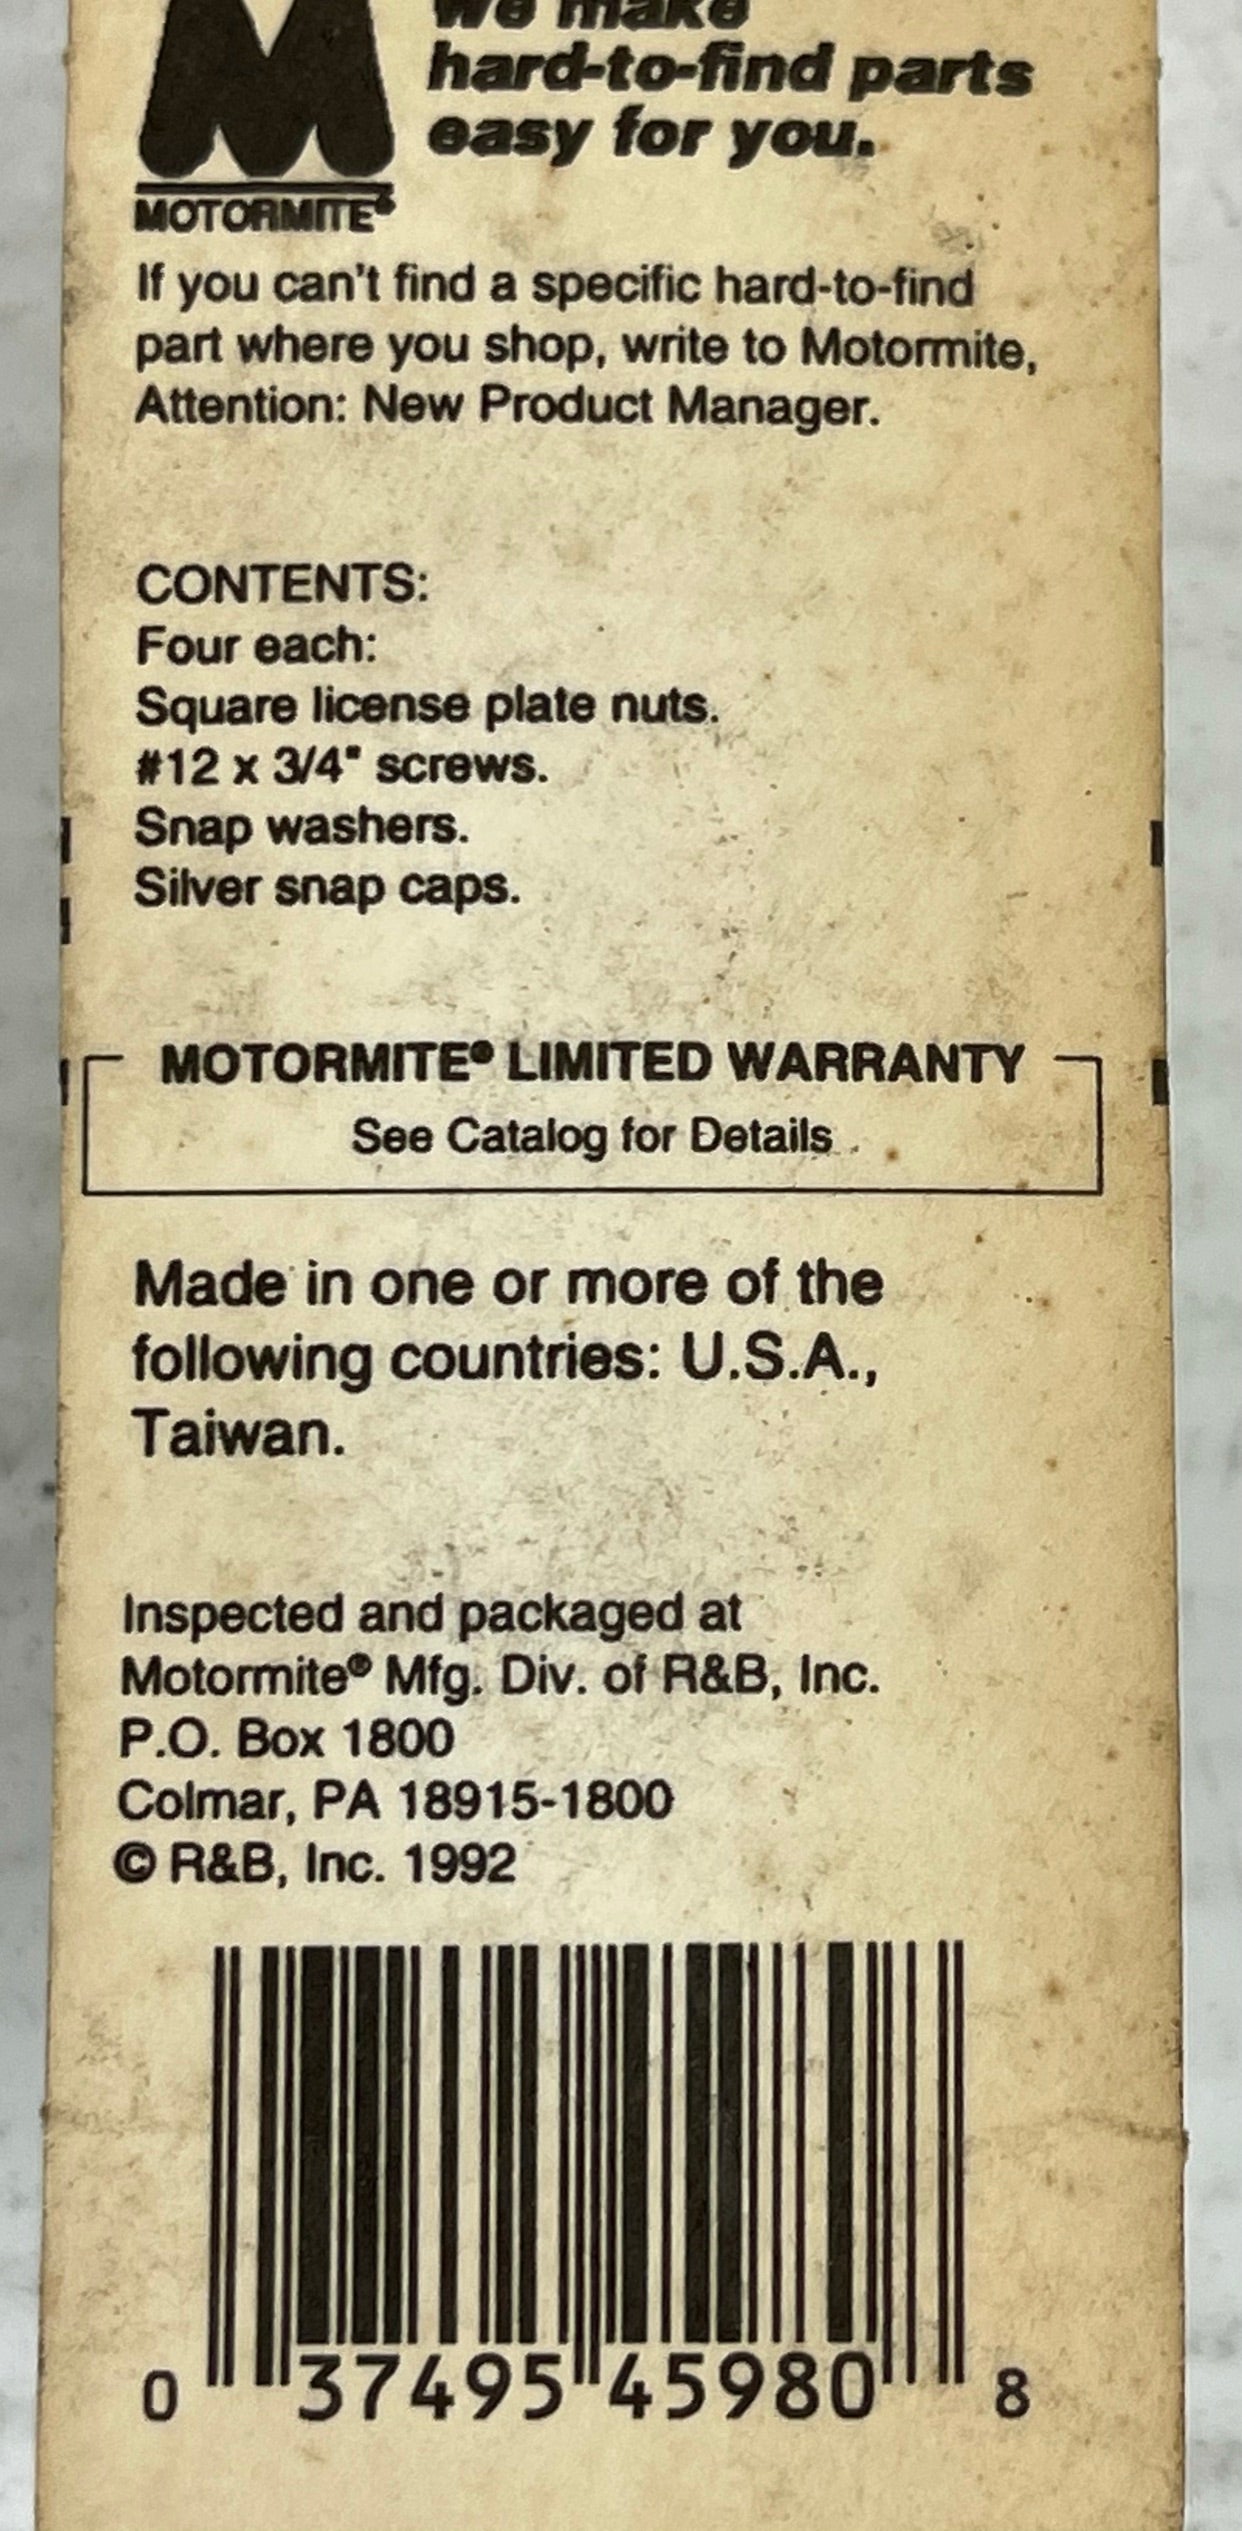 We make
hard-to-find parts
easy for you.
MOTORMITE®
If you can't find a specific hard-to-find
part where you shop, write to Motormite,
Attention: New Product Manager.
CONTENTS:
Four each:
Square license plate nuts.
#12 x 3/4" screws.
Snap washers.
Silver snap caps.
MOTORMITE® LIMITED WARRANTY
See Catalog for Details
Made in one or more of the
following countries: U.S.A.,
Taiwan.
Inspected and packaged at
Motormite® Mfg. Div. of R&B, Inc.
P.O. Box 1800
Colmar, PA 18915-1800
© R&B, Inc. 1992
0 37495 45980 8